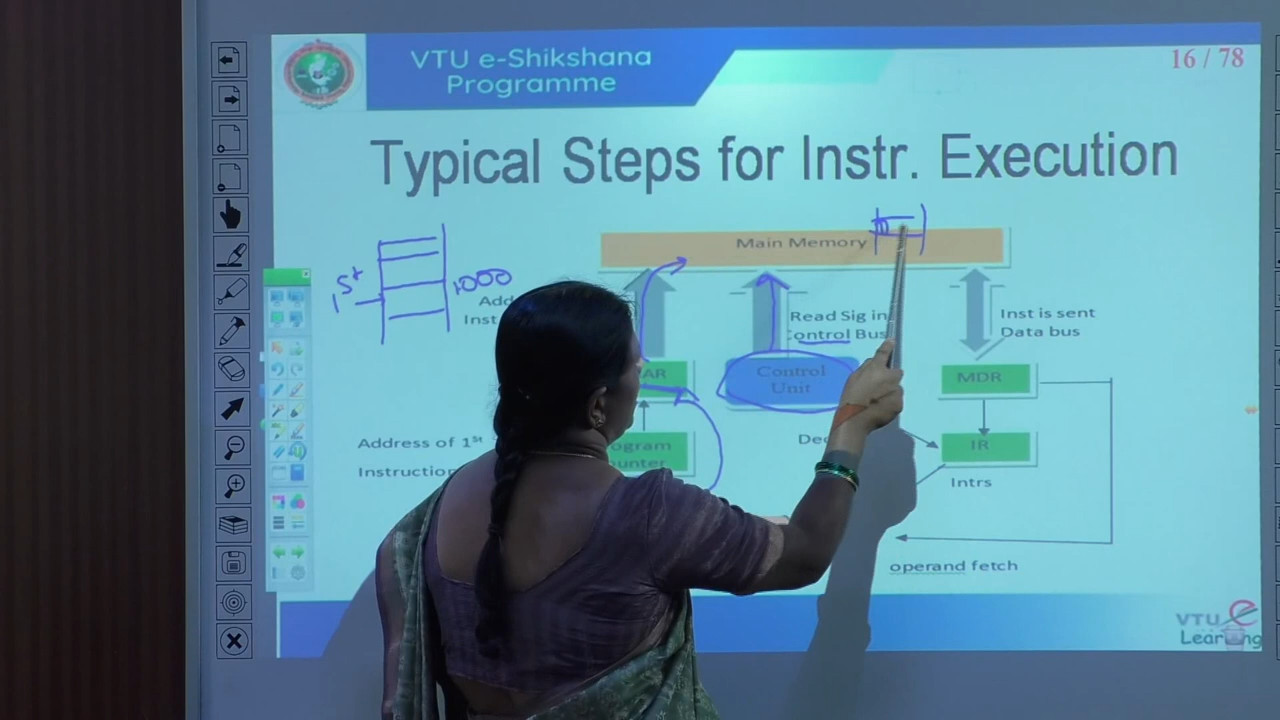 VTU e-Shikshana
Programme
16 / 78
Typical Steps for Instr. Execution
Main Memory
1st
1000
Read Sig in
Control Bus
Inst is sent
Data bus
Control
Unit
MDR
Address of 1st
Instruction
IR
Intrs
operand fetch
VTU e
Learning